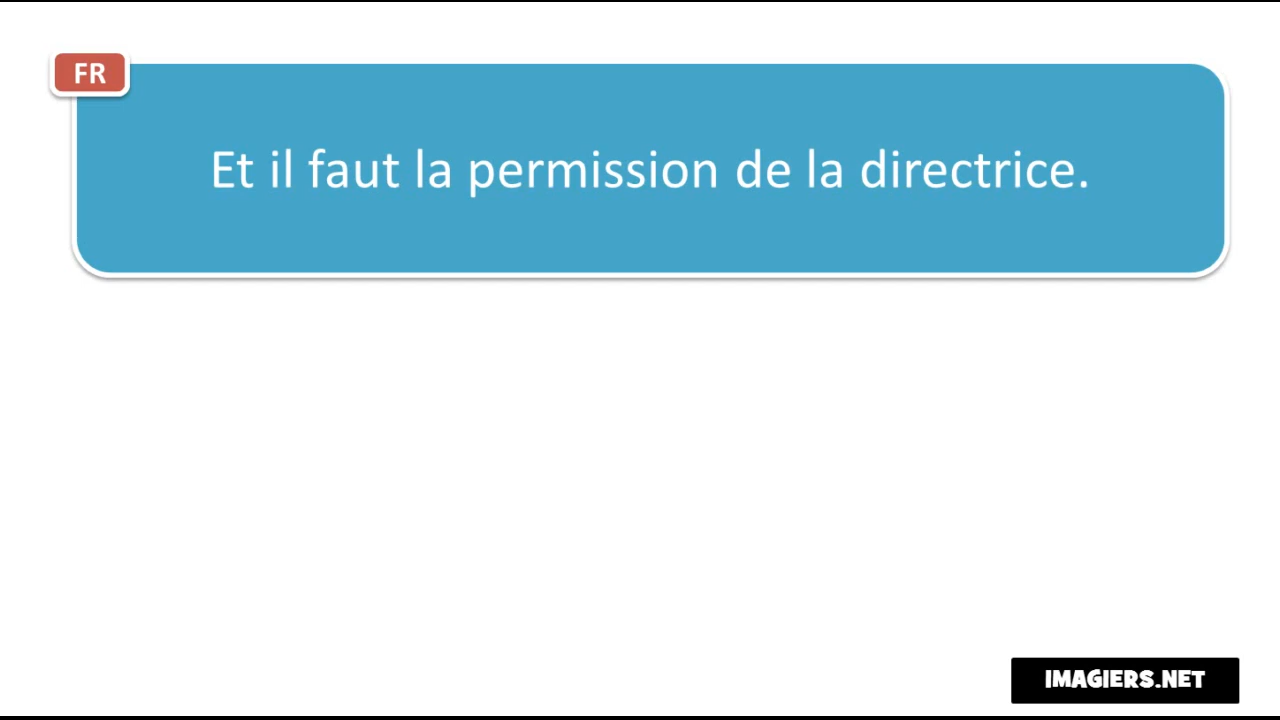 FR
Et il faut la permission de la directrice.
IMAGIERS.NET